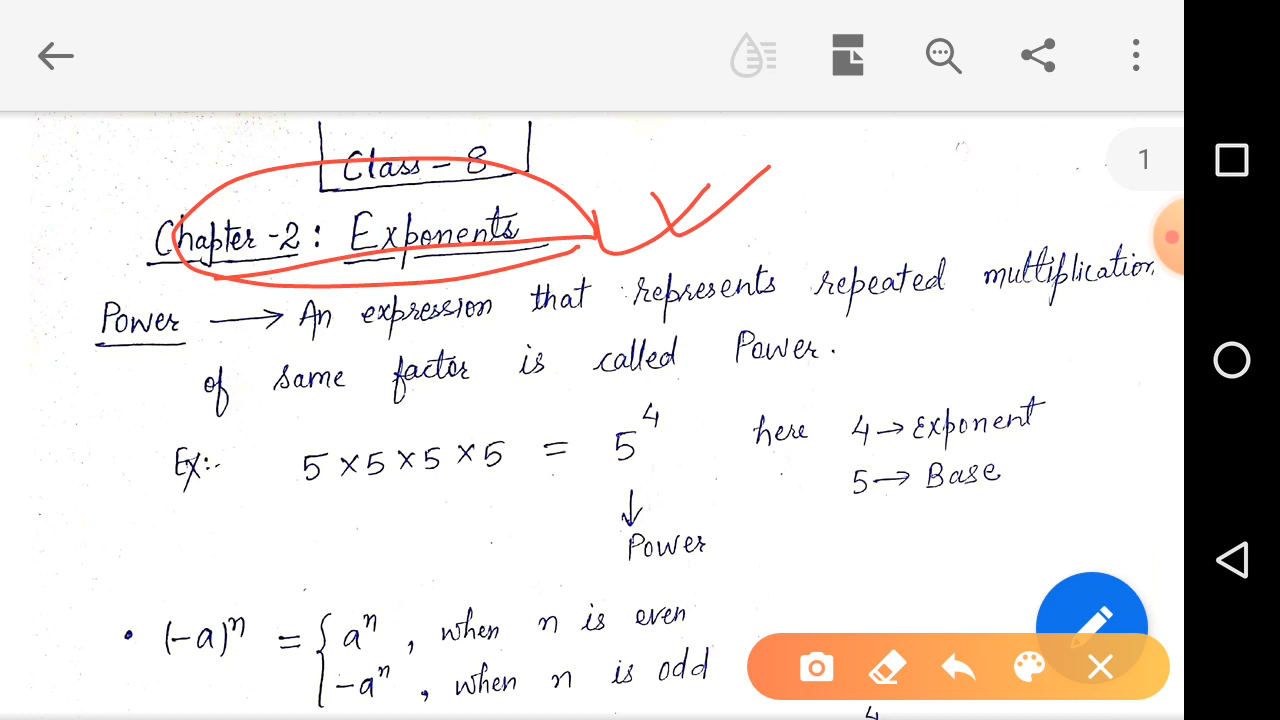 1
Class - 8
Chapter-2: Exponents
Power → An expression that represents repeated multiplication
of same factor is called Power.
Ex:- 5 × 5 × 5 × 5 = 5⁴ here 4 → Exponent
5 → Base
↓
Power
• (-a)ⁿ = { aⁿ, when n is even
-aⁿ, when n is odd
4